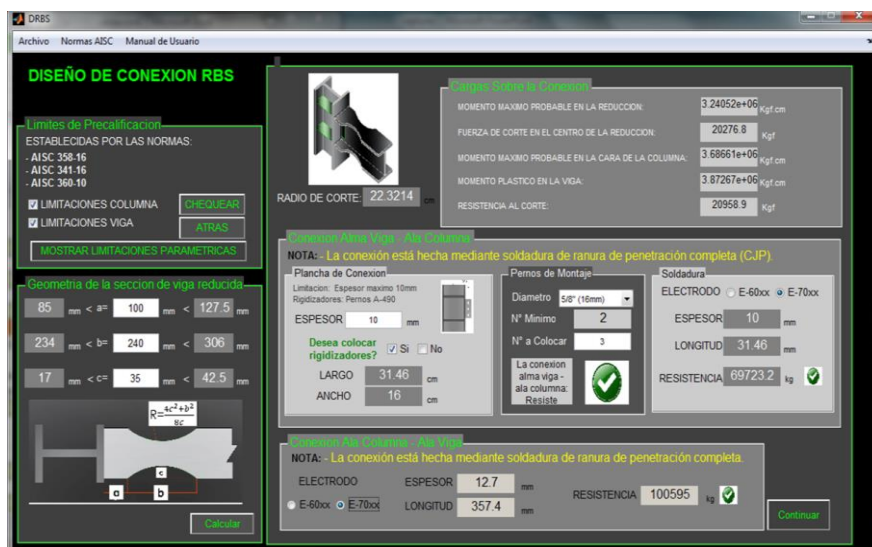 DRBS
Archivo Normas AISC Manual de Usuario
DISEÑO DE CONEXION RBS
Limites de Precalificacion
ESTABLECIDAS POR LAS NORMAS:
- AISC 358-16
- AISC 341-16
- AISC 360-10
LIMITACIONES COLUMNA CHEQUEAR
LIMITACIONES VIGA ATRAS
MOSTRAR LIMITACIONES PARAMETRICAS
Geometria de la seccion de viga reducida
85 mm < a= 100 mm < 127.5 mm
234 mm < b= 240 mm < 306 mm
17 mm < c= 35 mm < 42.5 mm
R=4c²+b²/8c
c
a b
Calcular
RADIO DE CORTE: 22.3214 cm
Cargas Sobre la Conexion
MOMENTO MAXIMO PROBABLE EN LA REDUCCION: 3.24052e+06 Kgf.cm
FUERZA DE CORTE EN EL CENTRO DE LA REDUCCION: 20276.8 Kgf
MOMENTO MAXIMO PROBABLE EN LA CARA DE LA COLUMNA: 3.68661e+06 Kgf.cm
MOMENTO PLASTICO EN LA VIGA: 3.87267e+06 Kgf.cm
RESISTENCIA AL CORTE: 20958.9 Kgf
Conexion Alma Viga - Ala Columna
NOTA: - La conexión está hecha mediante soldadura de ranura de penetración completa (CJP).
Plancha de Conexion
Limitacion: Espesor maximo 10mm
Rigidizadores: Pernos A-490
ESPESOR 10 mm
Desea colocar rigidizadores? Si No
LARGO 31.46 cm
ANCHO 16 cm
Pernos de Montaje
Diametro 5/8" (16mm)
N° Minimo 2
N° a Colocar 3
La conexion
alma viga -
ala columna:
Resiste
Soldadura
ELECTRODO E-60xx E-70xx
ESPESOR 10 mm
LONGITUD 31.46 mm
RESISTENCIA 69723.2 kg
Conexion Ala Columna - Ala Viga
NOTA: - La conexión está hecha mediante soldadura de ranura de penetración completa.
ELECTRODO ESPESOR 12.7 mm
E-60xx E-70xx LONGITUD 357.4 mm
RESISTENCIA 100595 kg
Continuar